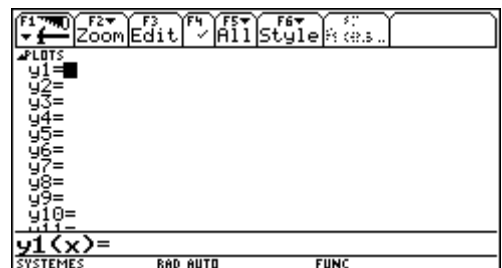 F1 F2 Zoom F3 Edit F4 F5 All F6 Style
PLOTS
y1=
y2=
y3=
y4=
y5=
y6=
y7=
y8=
y9=
y10=
y11=
y1(x)=
SYSTEMES RAD AUTO FUNC